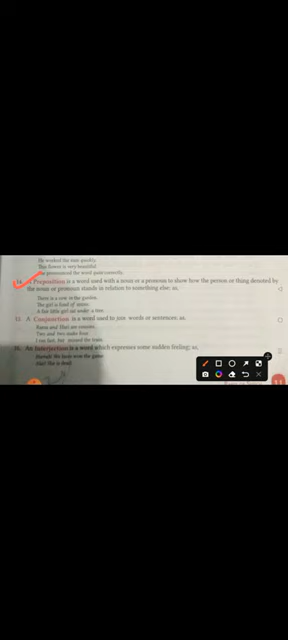 He worked the sum quickly.
This flower is very beautiful.
She pronounced the word quite correctly.
14. A Preposition is a word used with a noun or a pronoun to show how the person or thing denoted by
the noun or pronoun stands in relation to something else; as,
There is a cow in the garden.
The girl is fond of music.
A fair little girl sat under a tree.
15. A Conjunction is a word used to join words or sentences; as,
Rama and Hari are cousins.
Two and two make four.
I ran fast, but missed the train.
16. An Interjection is a word which expresses some sudden feeling; as,
Hurrah! We have won the game.
Alas! She is dead.